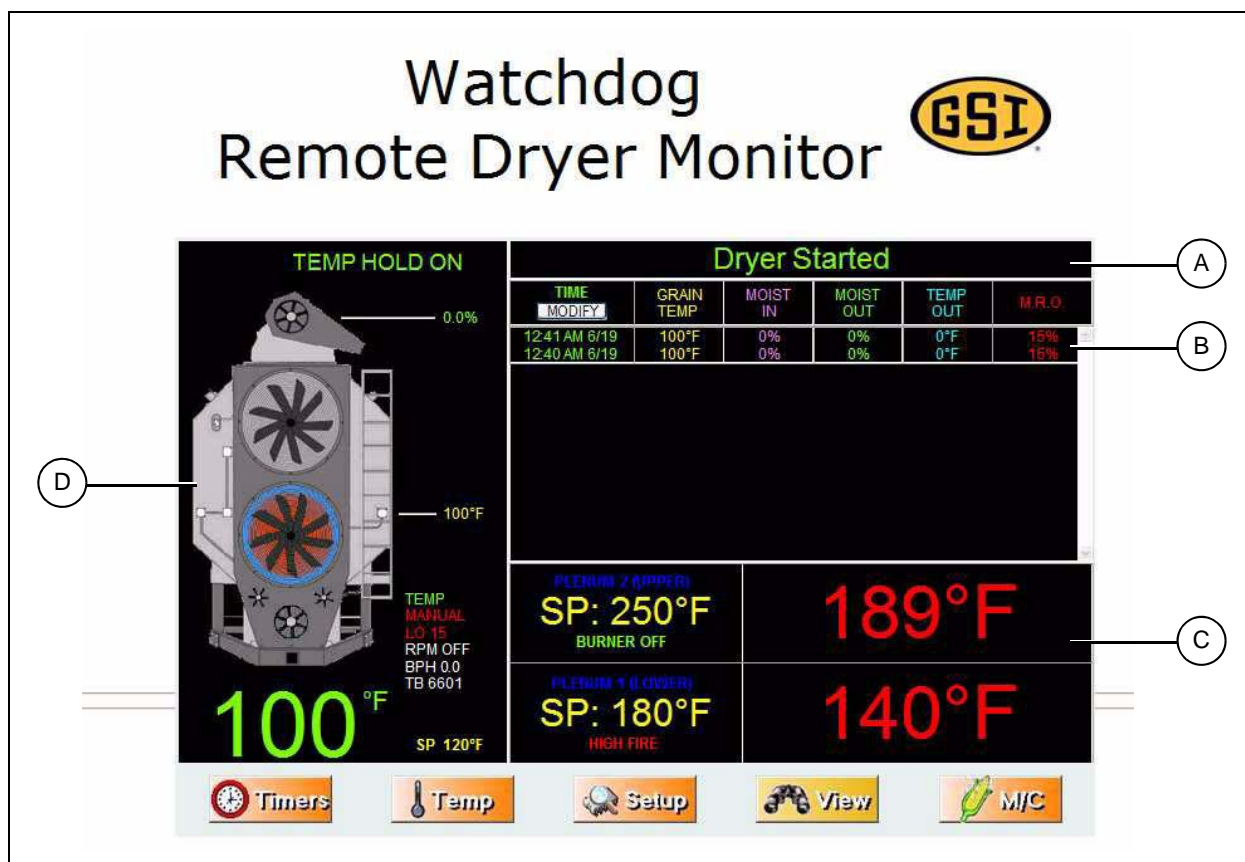 Watchdog
Remote Dryer Monitor
GSI
TEMP HOLD ON
0.0%
100°F
TEMP
MANUAL
LO 15
RPM OFF
BPH 0.0
TB 6601
100 °F
SP 120°F
Dryer Started
TIME MODIFY GRAIN TEMP MOIST IN MOIST OUT TEMP OUT M.R.O.
12:41 AM 6/19 100°F 0% 0% 0°F 15%
12:40 AM 6/19 100°F 0% 0% 0°F 15%
PLENUM 2 (UPPER)
SP: 250°F
BURNER OFF
189°F
PLENUM 1 (LOWER)
SP: 180°F
HIGH FIRE
140°F
Timers Temp Setup View M/C
A
B
C
D